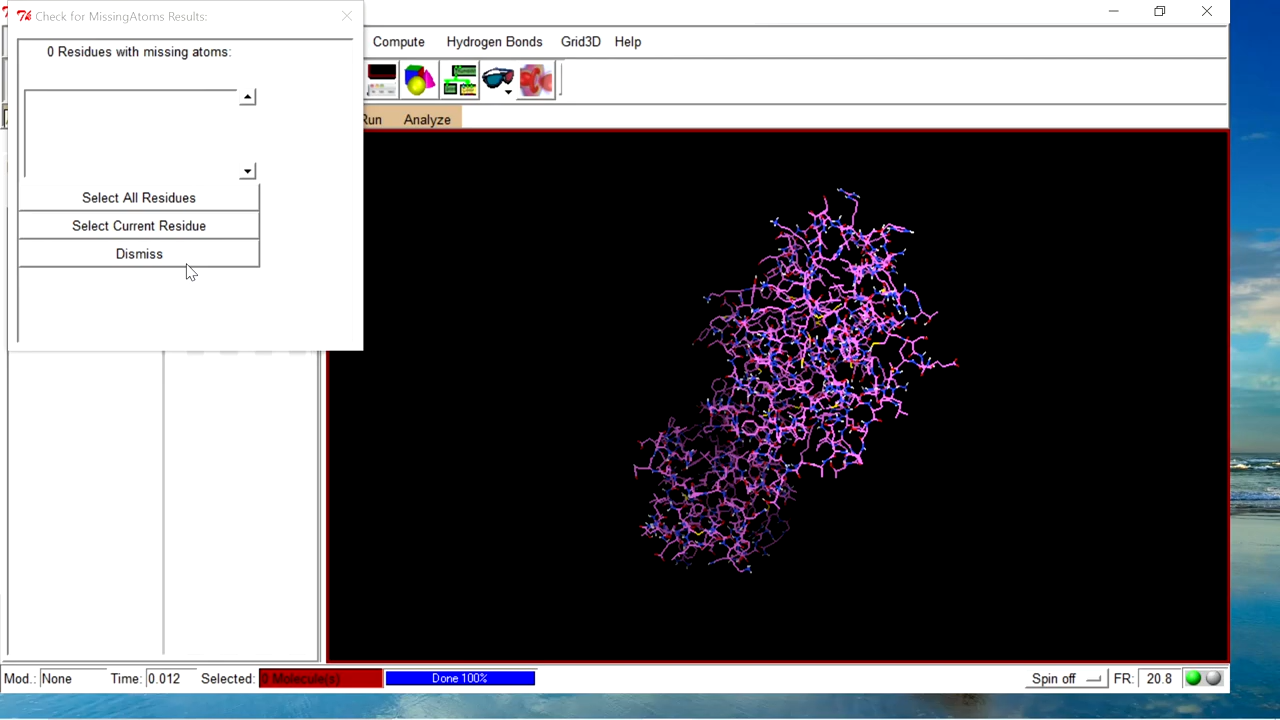 Check for MissingAtoms Results:
0 Residues with missing atoms:
Select All Residues
Select Current Residue
Dismiss
Compute Hydrogen Bonds Grid3D Help
Run Analyze
Mod.: None Time: 0.012 Selected: 0 Molecule(s) Done 100% Spin off FR: 20.8